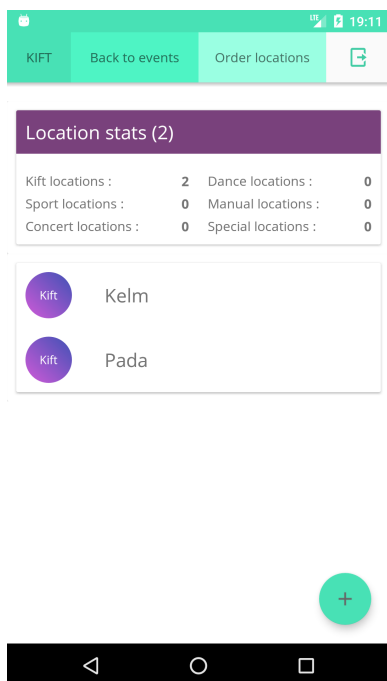 LTE 19:11
KIFT Back to events Order locations
Location stats (2)
Kift locations : 2 Dance locations : 0
Sport locations : 0 Manual locations : 0
Concert locations : 0 Special locations : 0
Kift Kelm
Kift Pada
+